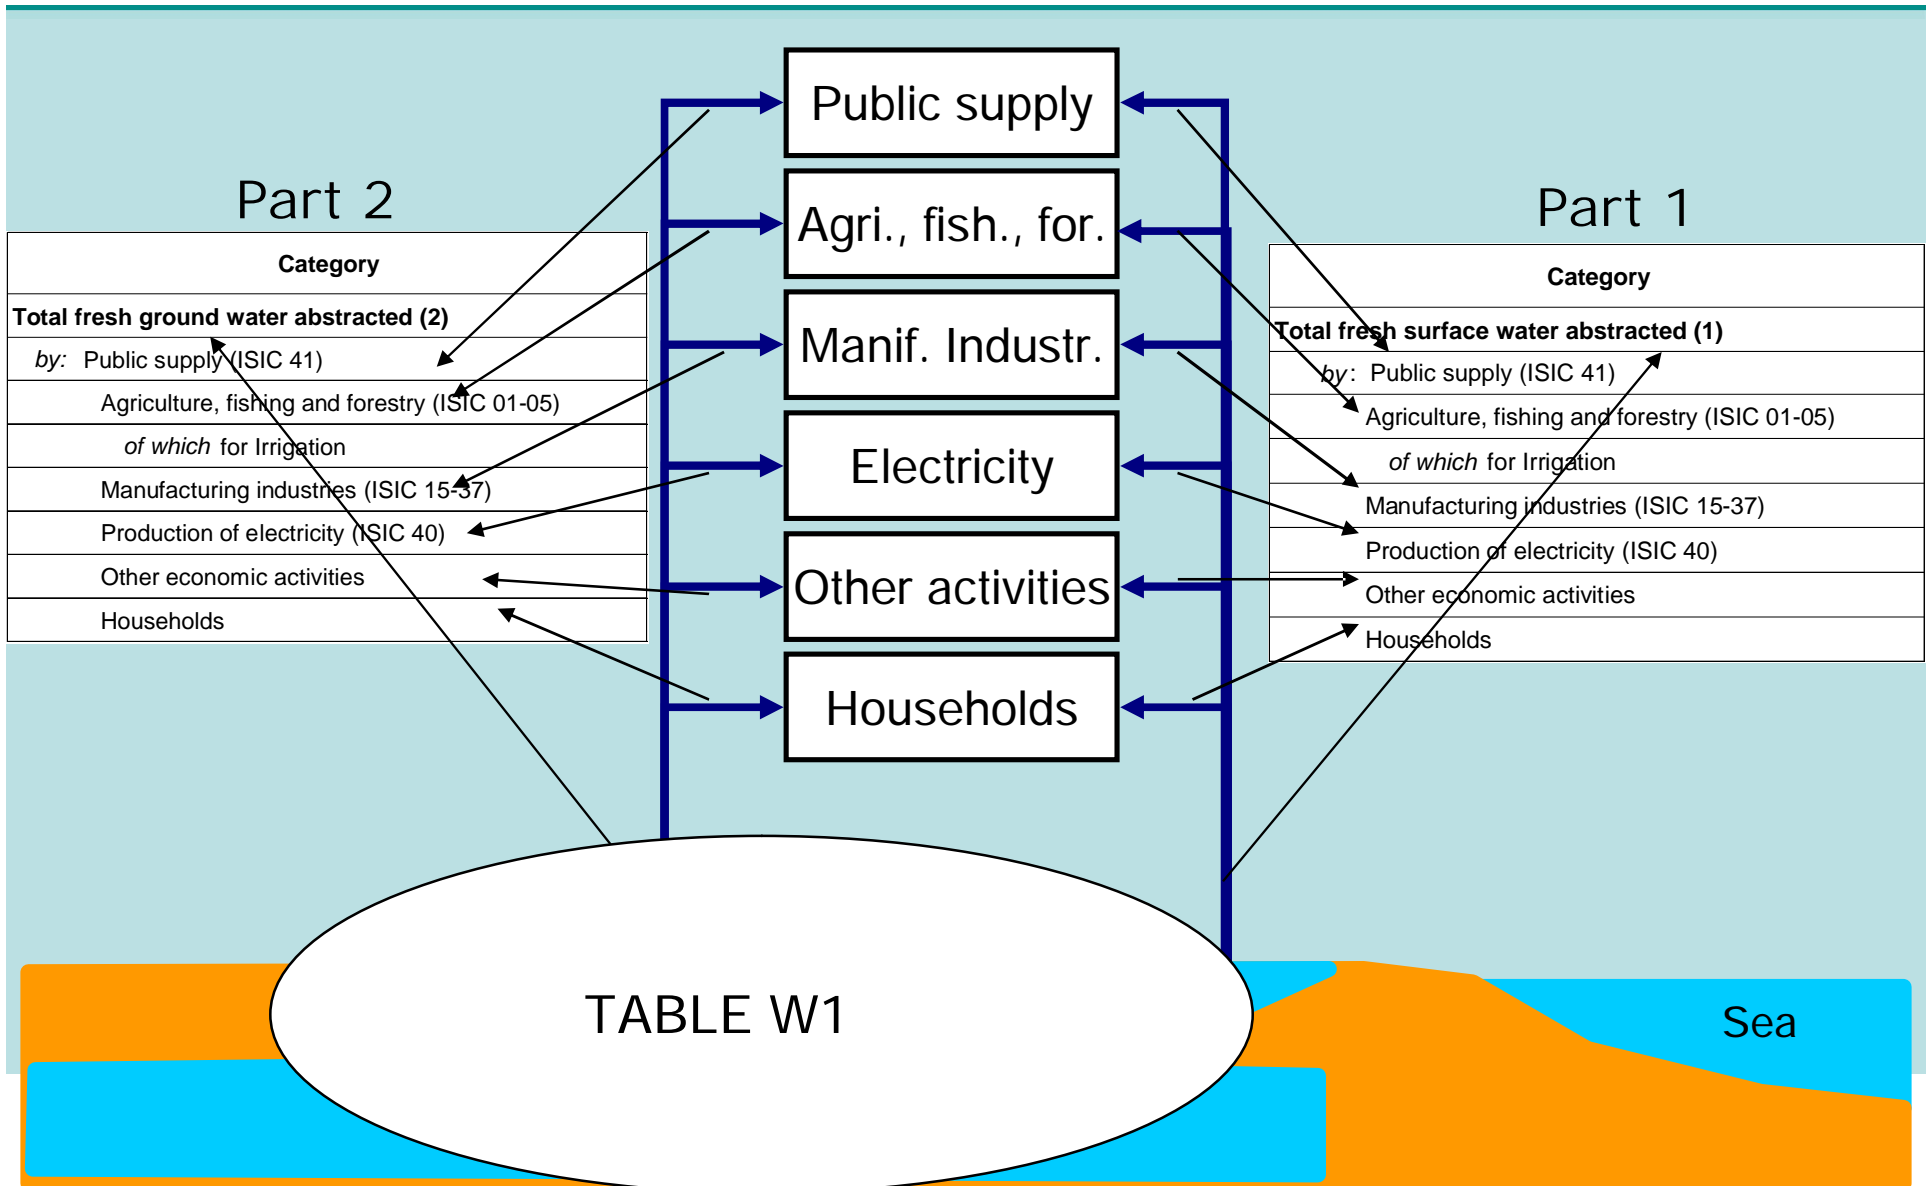 Public supply
Agri., fish., for.
Manif. Industr.
Electricity
Other activities
Households
Part 2
Category
Total fresh ground water abstracted (2)
by: Public supply (ISIC 41)
Agriculture, fishing and forestry (ISIC 01-05)
of which for Irrigation
Manufacturing industries (ISIC 15-37)
Production of electricity (ISIC 40)
Other economic activities
Households
Part 1
Category
Total fresh surface water abstracted (1)
by: Public supply (ISIC 41)
Agriculture, fishing and forestry (ISIC 01-05)
of which for Irrigation
Manufacturing industries (ISIC 15-37)
Production of electricity (ISIC 40)
Other economic activities
Households
TABLE W1
Sea